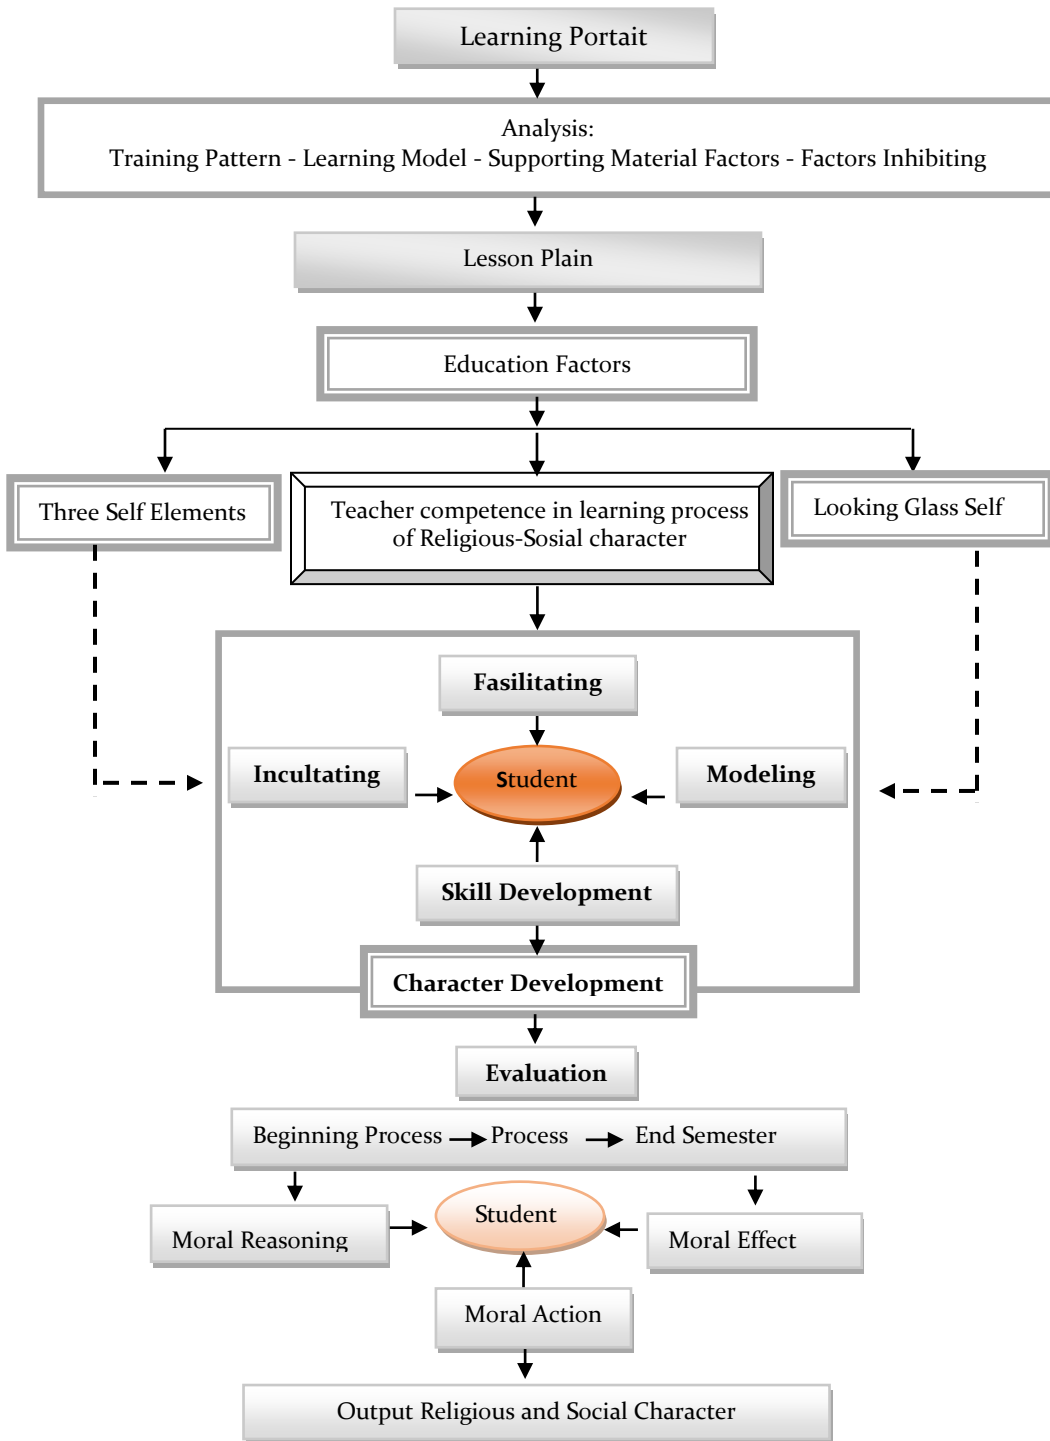 Learning Portait
Analysis:
Training Pattern - Learning Model - Supporting Material Factors - Factors Inhibiting
Lesson Plain
Education Factors
Three Self Elements
Teacher competence in learning process
of Religious-Sosial character
Looking Glass Self
Fasilitating
Incultating
Student
Modeling
Skill Development
Character Development
Evaluation
Beginning Process Process End Semester
Moral Reasoning
Student
Moral Effect
Moral Action
Output Religious and Social Character